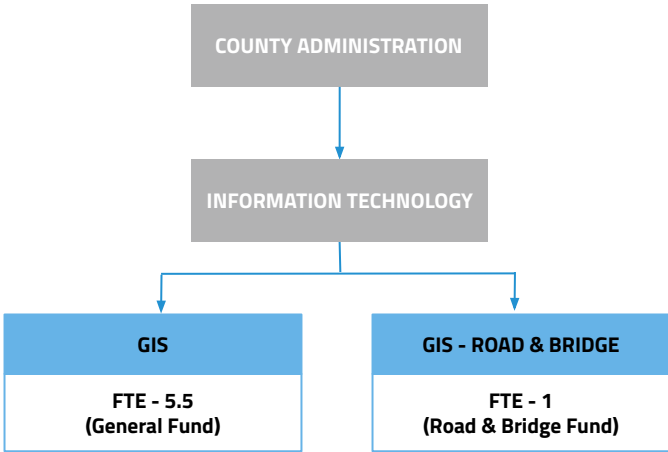 COUNTY ADMINISTRATION
INFORMATION TECHNOLOGY
GIS
FTE - 5.5
(General Fund)
GIS - ROAD & BRIDGE
FTE - 1
(Road & Bridge Fund)